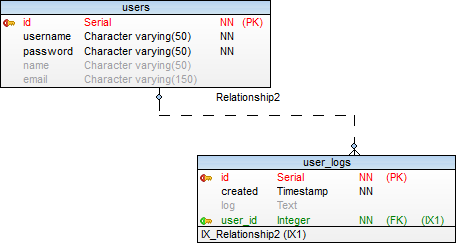 users
id Serial NN (PK)
username Character varying(50) NN
password Character varying(50) NN
name Character varying(50)
email Character varying(150)
Relationship2
user_logs
id Serial NN (PK)
created Timestamp NN
log Text
user_id Integer NN (FK) (IX1)
IX_Relationship2 (IX1)